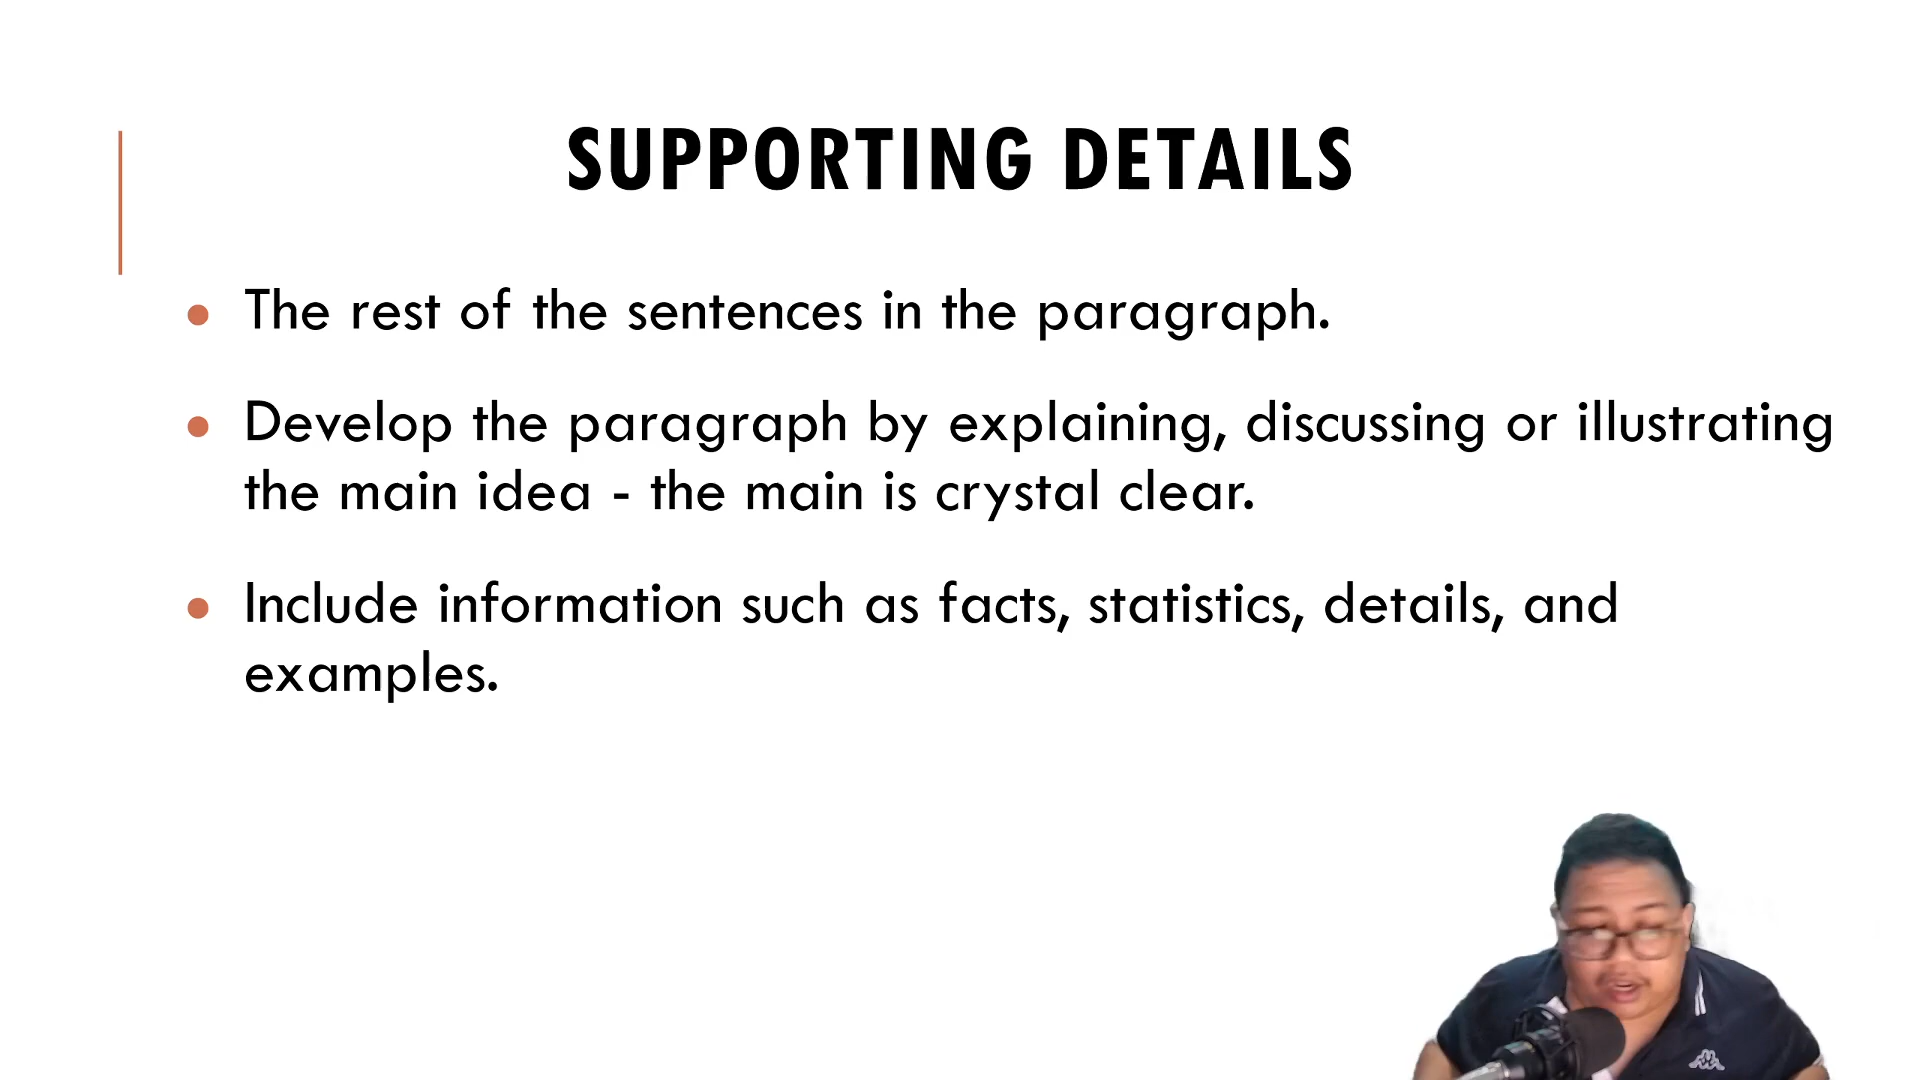 SUPPORTING DETAILS
The rest of the sentences in the paragraph.
Develop the paragraph by explaining, discussing or illustrating
the main idea - the main is crystal clear.
Include information such as facts, statistics, details, and
examples.